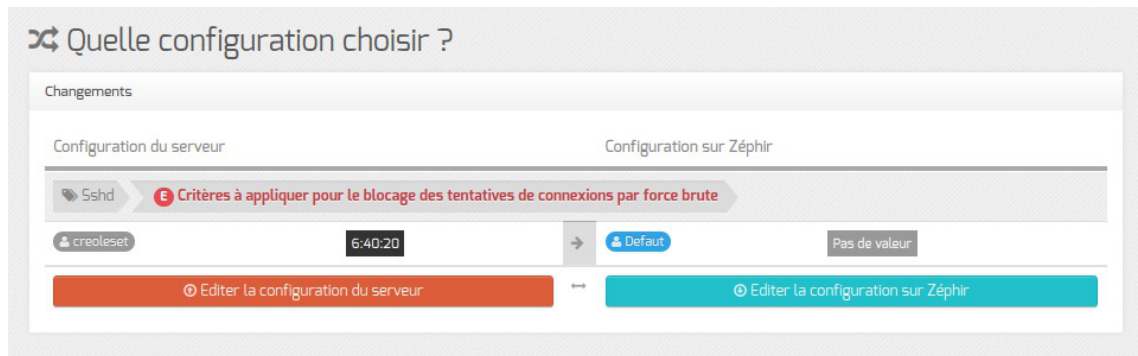 Quelle configuration choisir ?
Changements
Configuration du serveur Configuration sur Zéphir
Sshd E Critères à appliquer pour le blocage des tentatives de connexions par force brute
creoleset 6:40:20 Defaut Pas de valeur
Editer la configuration du serveur Editer la configuration sur Zéphir